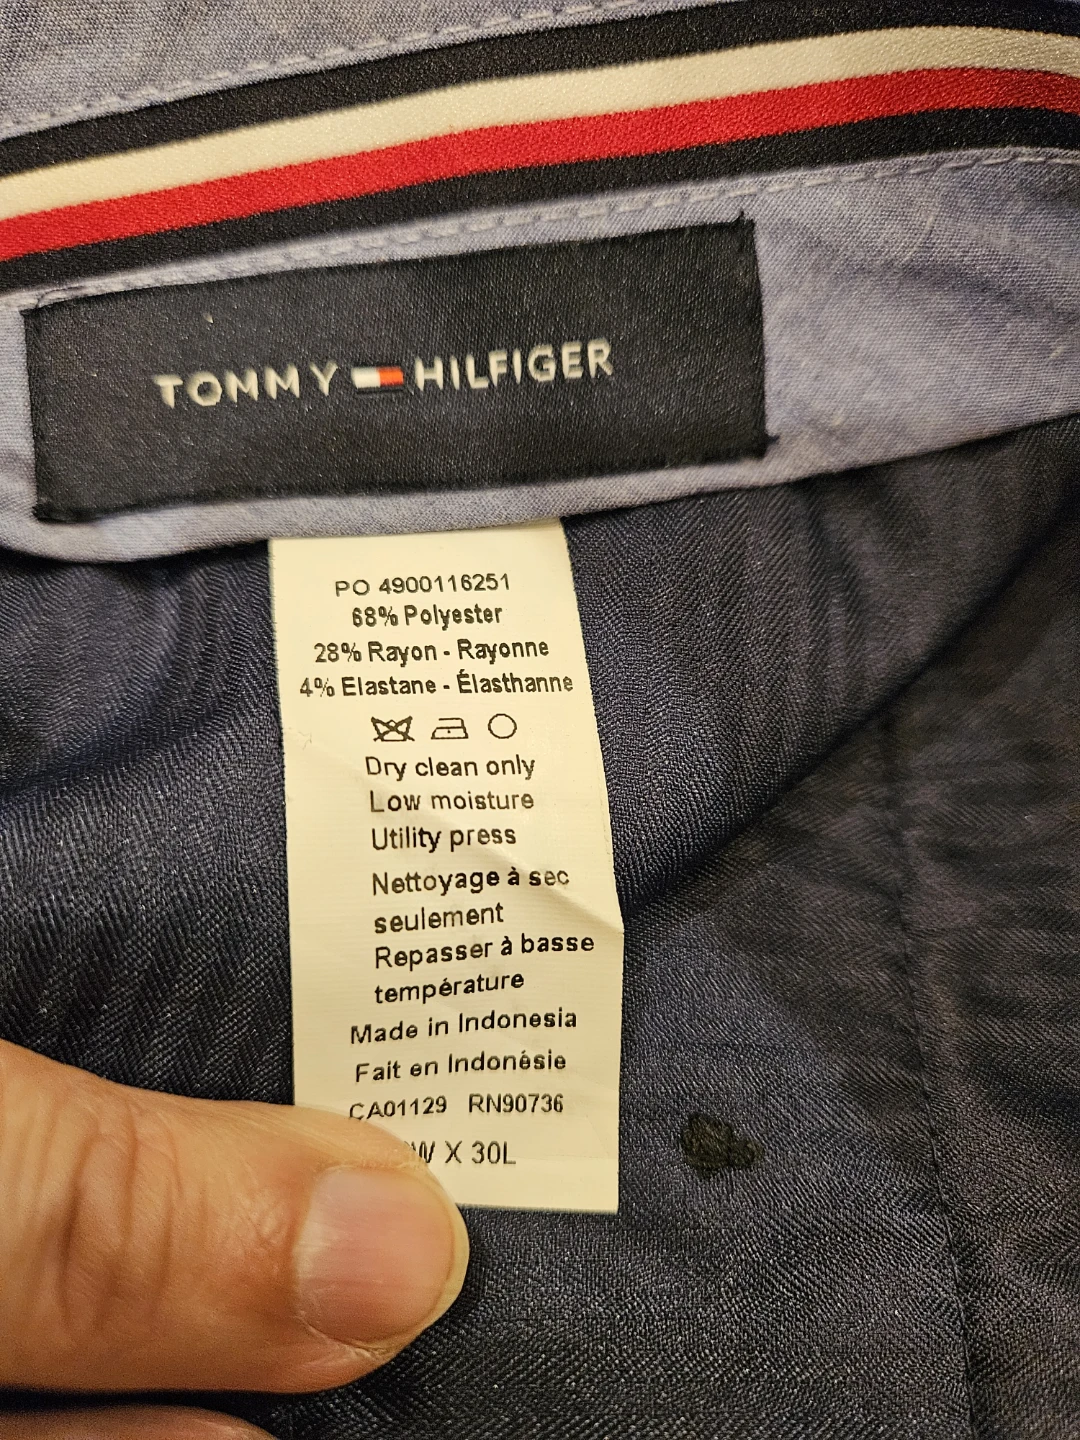 TOMMY HILFIGER
PO 4900116251
68% Polyester
28% Rayon - Rayonne
4% Elastane - Élasthanne
Dry clean only
Low moisture
Utility press
Nettoyage à sec
seulement
Repasser à basse
température
Made in Indonesia
Fait en Indonésie
CA01129 RN90736
X 30L